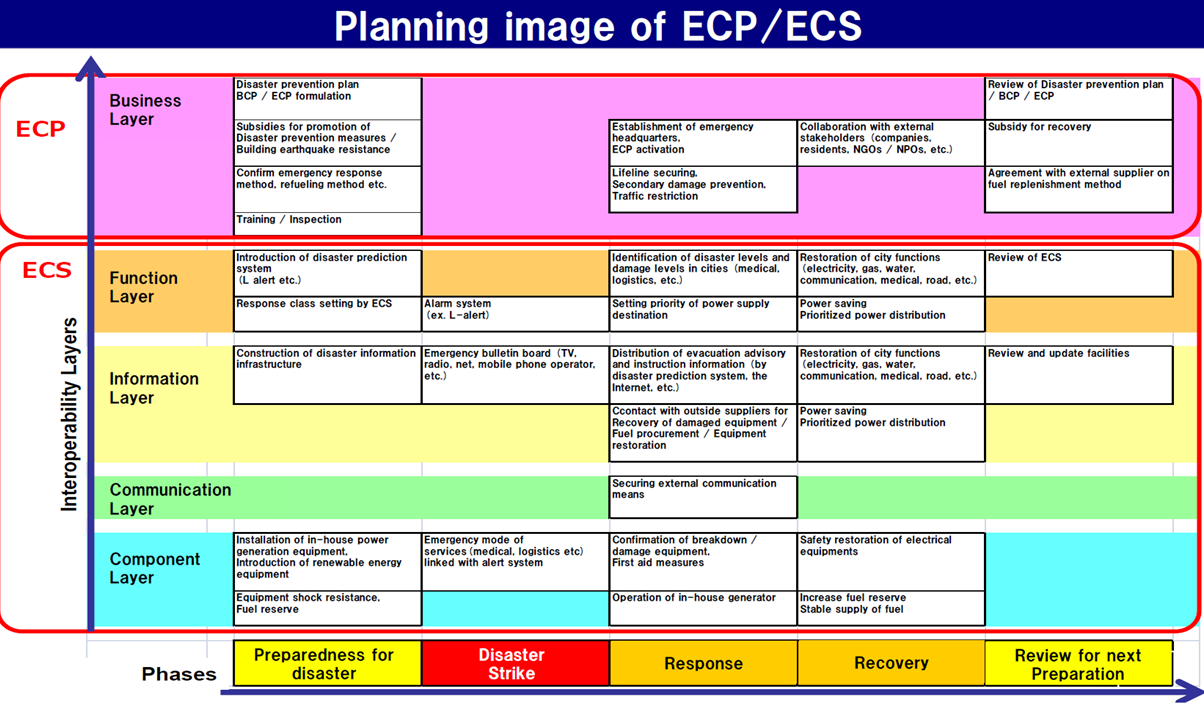 Planning image of ECP/ECS
ECP
Business
Layer
Disaster prevention plan
BCP / ECP formulation
Subsidies for promotion of
Disaster prevention measures /
Building earthquake resistance
Confirm emergency response
method, refueling method etc.
Training / Inspection
Establishment of emergency
headquarters,
ECP activation
Lifeline securing,
Secondary damage prevention,
Traffic restriction
Collaboration with external
stakeholders (companies,
residents, NGOs / NPOs, etc.)
Review of Disaster prevention plan
/ BCP / ECP
Subsidy for recovery
Agreement with external supplier on
fuel replenishment method
ECS
Interoperability Layers
Function
Layer
Introduction of disaster prediction
system
(L alert etc.)
Response class setting by ECS
Alarm system
(ex. L-alert)
Identification of disaster levels and
damage levels in cities (medical,
logistics, etc.)
Setting priority of power supply
destination
Restoration of city functions
(electricity, gas, water,
communication, medical, road, etc.)
Power saving
Prioritized power distribution
Review of ECS
Information
Layer
Construction of disaster information
infrastructure
Emergency bulletin board (TV,
radio, net, mobile phone operator,
etc.)
Distribution of evacuation advisory
and instruction information (by
disaster prediction system, the
Internet, etc.)
Ccontact with outside suppliers for
Recovery of damaged equipment /
Fuel procurement / Equipment
restoration
Restoration of city functions
(electricity, gas, water,
communication, medical, road, etc.)
Power saving
Prioritized power distribution
Review and update facilities
Communication
Layer
Securing external communication
means
Component
Layer
Installation of in-house power
generation equipment,
Introduction of renewable energy
equipment
Equipment shock resistance,
Fuel reserve
Emergency mode of
services(medical, logistics etc)
linked with alert system
Confirmation of breakdown /
damage equipment,
First aid measures
Operation of in-house generator
Safety restoration of electrical
equipments
Increase fuel reserve
Stable supply of fuel
Phases
Preparedness for
disaster
Disaster
Strike
Response
Recovery
Review for next
Preparation